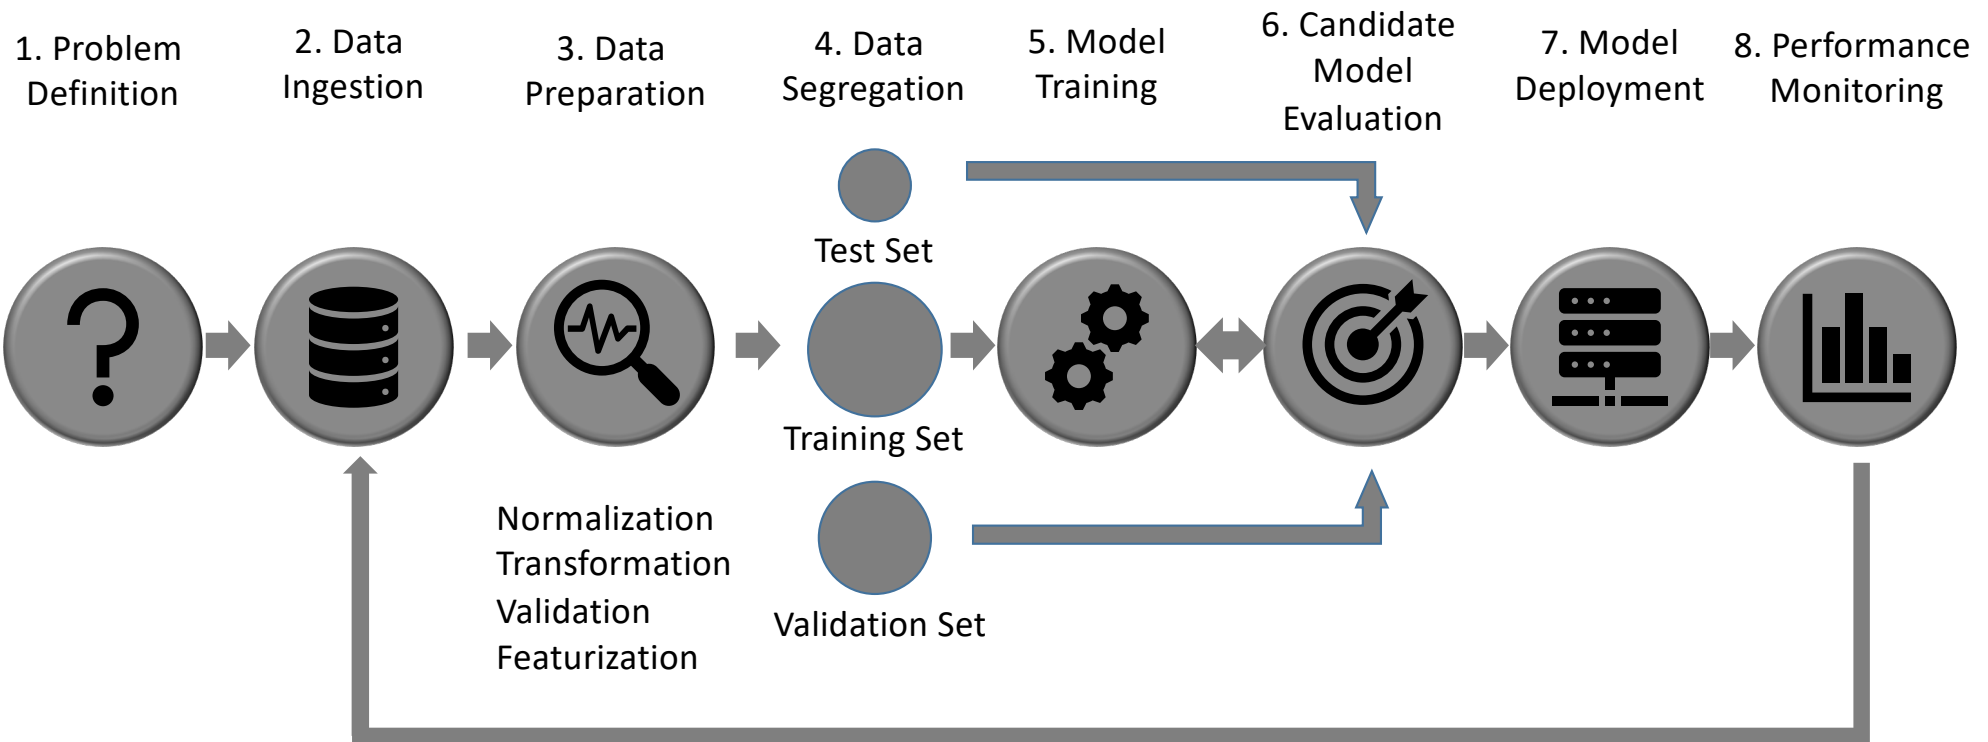 1. Problem
Definition
2. Data
Ingestion
3. Data
Preparation
4. Data
Segregation
5. Model
Training
6. Candidate
Model
Evaluation
7. Model
Deployment
8. Performance
Monitoring
Test Set
Training Set
Validation Set
Normalization
Transformation
Validation
Featurization